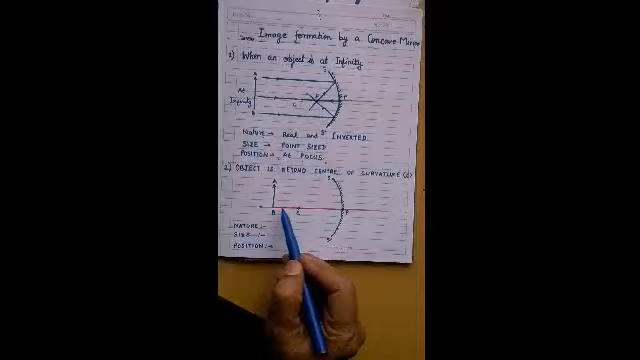 Image formation by a Concave Mirror
1) When an object is at Infinity
A
S
At
Infinity
C
F
P
B
S'
NATURE → Real and INVERTED
SIZE → POINT SIZED
POSITION → At FOCUS.
2) OBJECT IS BEYOND CENTRE OF CURVATURE (C)
A
S
B
C
P
NATURE :-
SIZE :-
POSITION :-